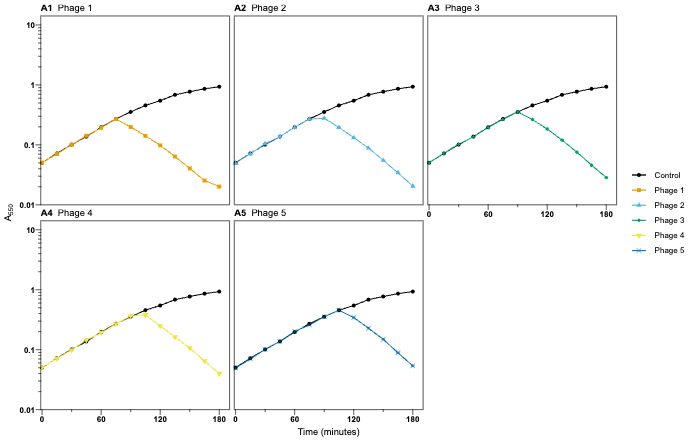 A1 Phage 1
A2 Phage 2
A3 Phage 3
10
1
0.1
0.01
0
60
120
180
Control
Phage 1
Phage 2
Phage 3
Phage 4
Phage 5
A550
A4 Phage 4
A5 Phage 5
10
1
0.1
0.01
0
60
120
180
0
60
120
180
Time (minutes)